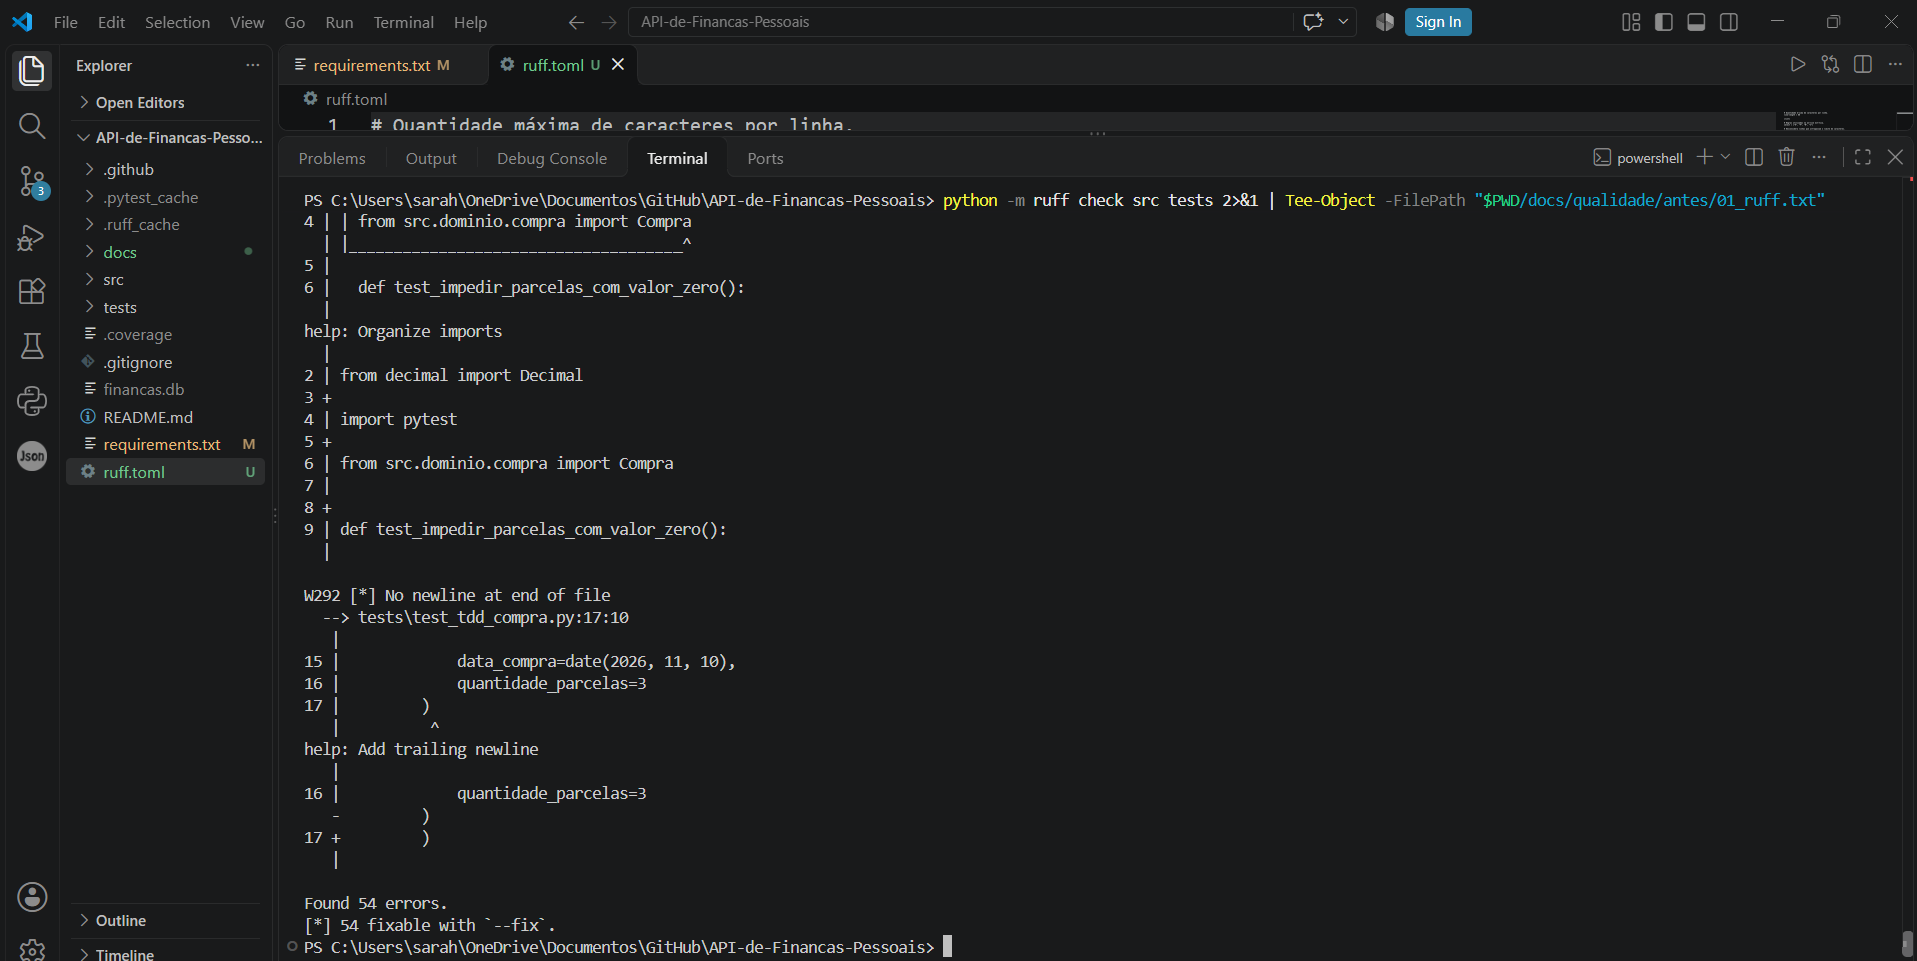 File Edit Selection View Go Run Terminal Help
API-de-Financas-Pessoais
Sign In
Explorer
Open Editors
API-de-Financas-Pesso...
.github
.pytest_cache
.ruff_cache
docs
src
tests
.coverage
.gitignore
financas.db
README.md
requirements.txt M
ruff.toml U
Outline
Timeline
3
Json
requirements.txt M
ruff.toml U
ruff.toml
1 # Quantidade máxima de caracteres por linha.
Problems Output Debug Console Terminal Ports
powershell
PS C:\Users\sarah\OneDrive\Documentos\GitHub\API-de-Financas-Pessoais> python -m ruff check src tests 2>&1 | Tee-Object -FilePath "$PWD/docs/qualidade/antes/01_ruff.txt"
4 | | from src.dominio.compra import Compra
| |_____________________________________^
5 |
6 | def test_impedir_parcelas_com_valor_zero():
|
help: Organize imports
|
2 | from decimal import Decimal
3 +
4 | import pytest
5 +
6 | from src.dominio.compra import Compra
7 |
8 +
9 | def test_impedir_parcelas_com_valor_zero():
|
W292 [*] No newline at end of file
--> tests\test_tdd_compra.py:17:10
|
15 | data_compra=date(2026, 11, 10),
16 | quantidade_parcelas=3
17 | )
| ^
help: Add trailing newline
|
16 | quantidade_parcelas=3
- )
17 + )
|
Found 54 errors.
[*] 54 fixable with `--fix`.
PS C:\Users\sarah\OneDrive\Documentos\GitHub\API-de-Financas-Pessoais>